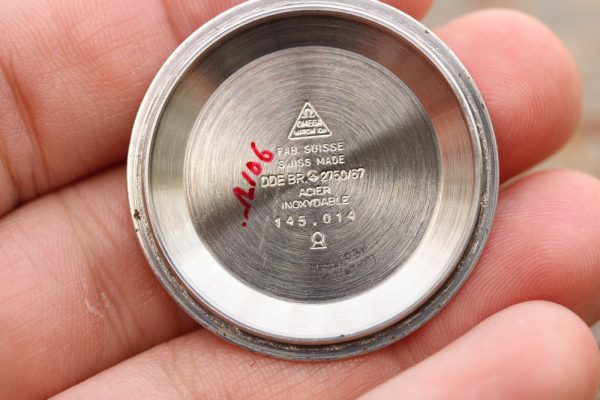 Ω
OMEGA
WATCH CO
FAB. SUISSE
SWISS MADE
DDE BR. 2750/67
ACIER
INOXYDABLE
145.014